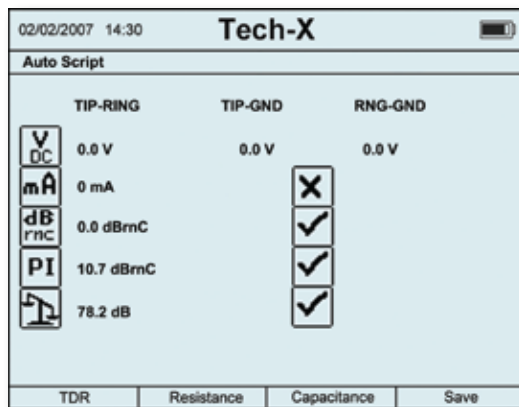 02/02/2007 14:30 Tech-X
Auto Script
TIP-RING TIP-GND RNG-GND
V DC 0.0 V 0.0 V 0.0 V
mA 0 mA
dB rnc 0.0 dBrnC
PI 10.7 dBrnC
78.2 dB
TDR Resistance Capacitance Save